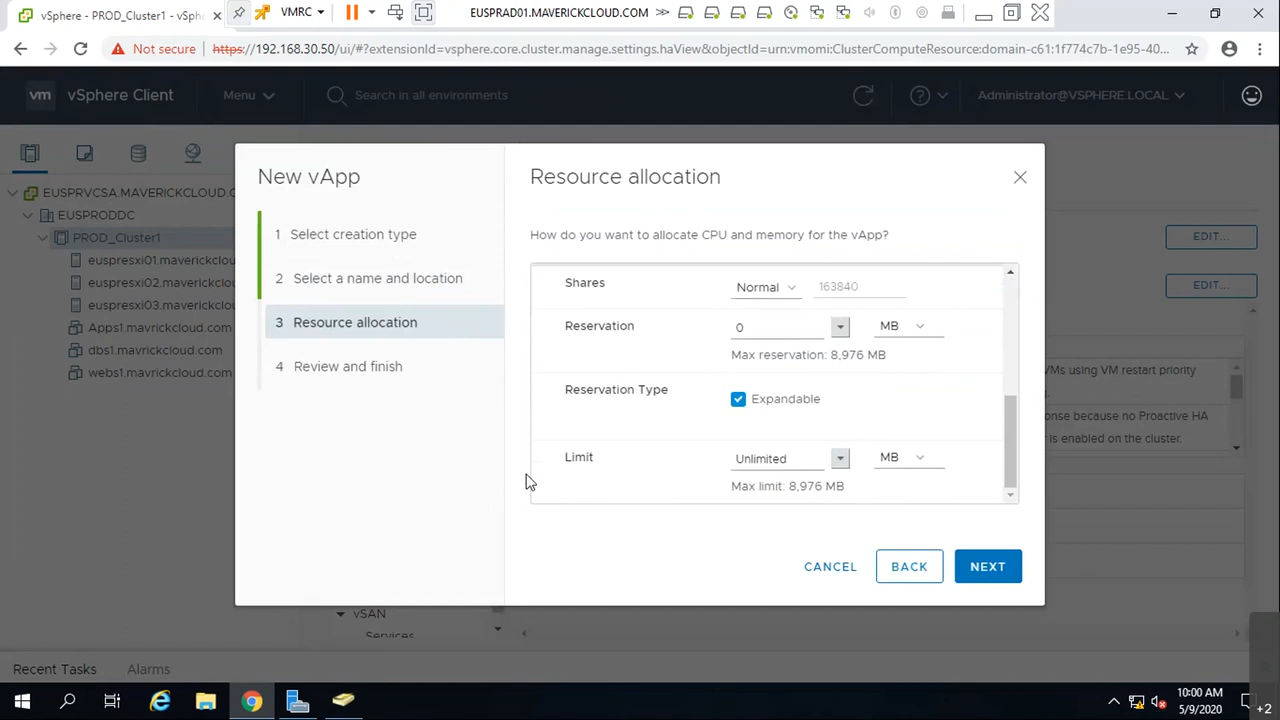 vSphere - PROD_Cluster1 - vSph
VMRC
EUSPRAD01.MAVERICKCLOUD.COM
Not secure
https://192.168.30.50/ui/#?extensionId=vsphere.core.cluster.manage.settings.haView&objectId=urn:vmomi:ClusterComputeResource:domain-c61:1f774c7b-1e95-40...
vm vSphere Client
Menu
Search in all environments
Administrator@VSPHERE.LOCAL
EUSPRVCSA.MAVERICKCLOUD.C
EUSPRODDC
PROD_Cluster1
euspresxi01.maverickclou
euspresxi02.maverickclou
euspresxi03.maverickclou
Apps1.mavrickcloud.com
dbs1.mavrickcloud.com
webs1.mavrickcloud.com
New vApp
1 Select creation type
2 Select a name and location
3 Resource allocation
4 Review and finish
Resource allocation
How do you want to allocate CPU and memory for the vApp?
Shares
Normal
163840
Reservation
0
MB
Max reservation: 8,976 MB
Reservation Type
Expandable
Limit
Unlimited
MB
Max limit: 8,976 MB
CANCEL
BACK
NEXT
EDIT...
EDIT...
VMs using VM restart priority
onse because no Proactive HA
r is enabled on the cluster.
vSAN
Services
Recent Tasks
Alarms
10:00 AM
5/9/2020
+2